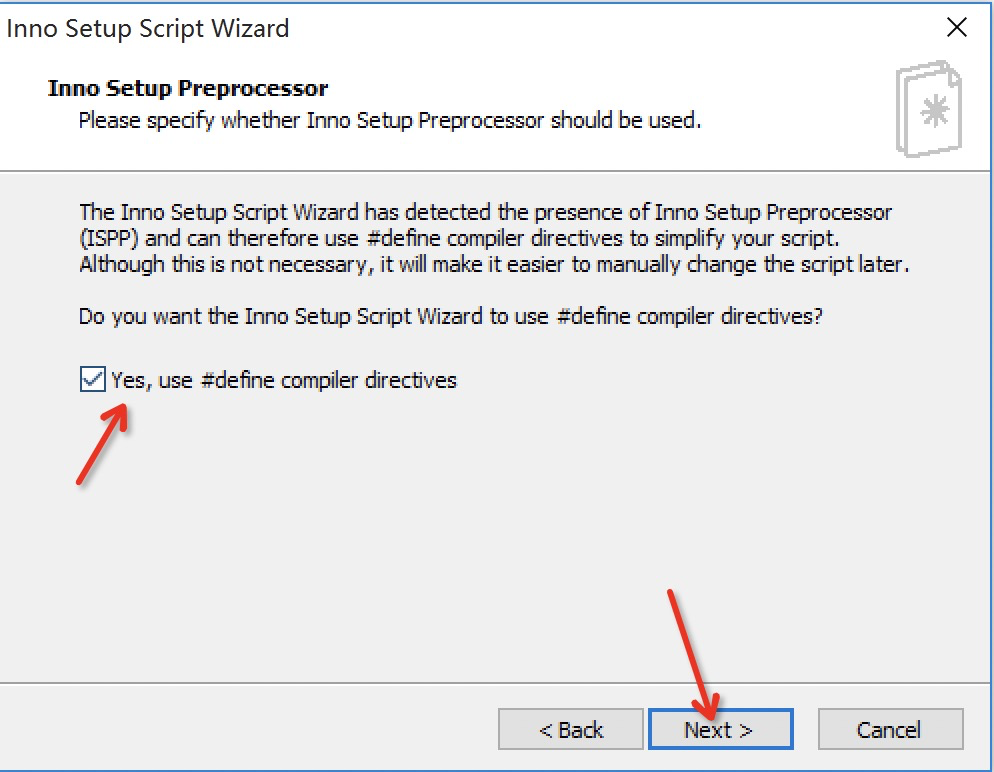 Inno Setup Script Wizard
Inno Setup Preprocessor
Please specify whether Inno Setup Preprocessor should be used.
The Inno Setup Script Wizard has detected the presence of Inno Setup Preprocessor
(ISPP) and can therefore use #define compiler directives to simplify your script.
Although this is not necessary, it will make it easier to manually change the script later.
Do you want the Inno Setup Script Wizard to use #define compiler directives?
Yes, use #define compiler directives
< Back
Next >
Cancel